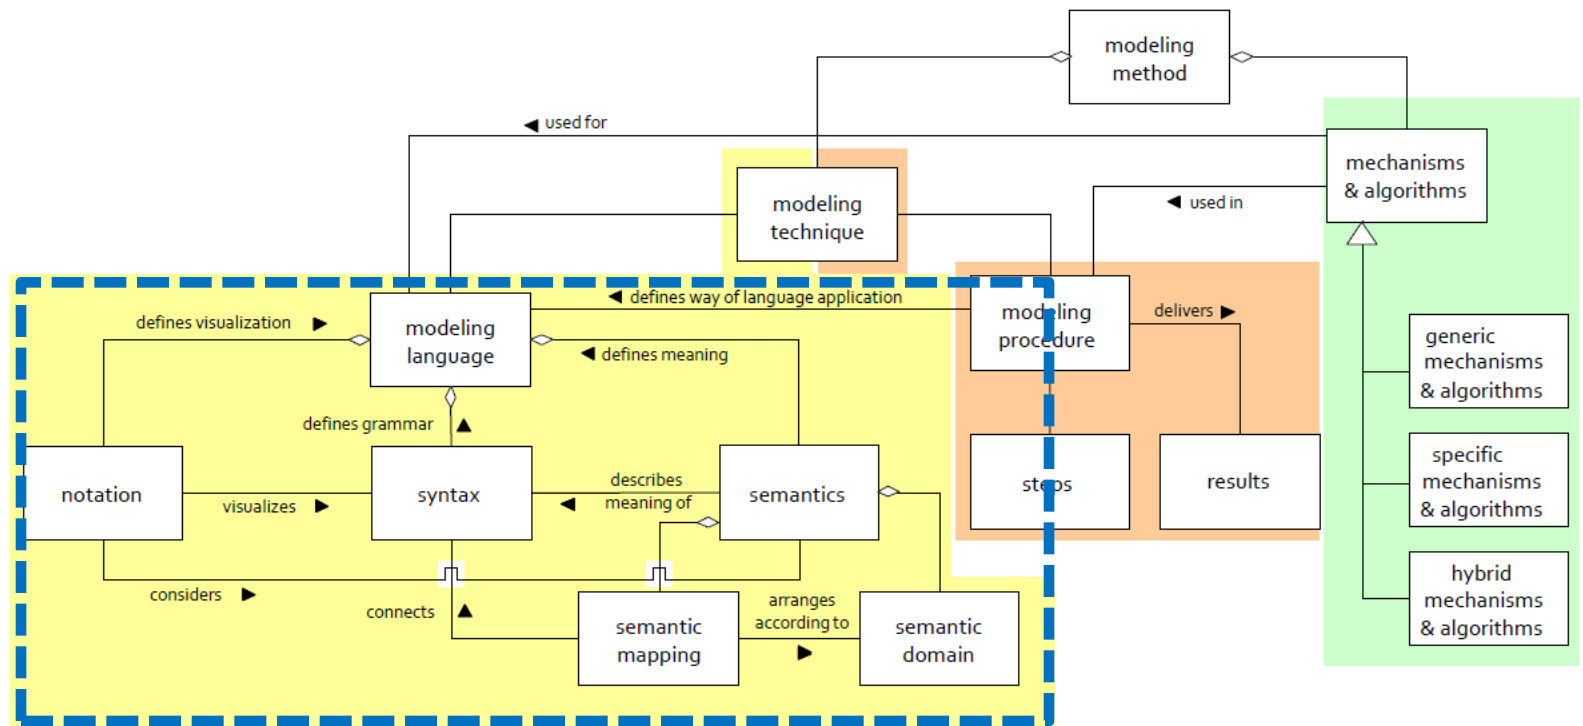 modeling
method
used for
mechanisms
& algorithms
modeling
technique
used in
defines way of language application
modeling
procedure
delivers
defines visualization
modeling
language
defines meaning
generic
mechanisms
& algorithms
defines grammar
notation
visualizes
syntax
describes
meaning of
semantics
steps
results
specific
mechanisms
& algorithms
considers
connects
semantic
mapping
arranges
according to
semantic
domain
hybrid
mechanisms
& algorithms